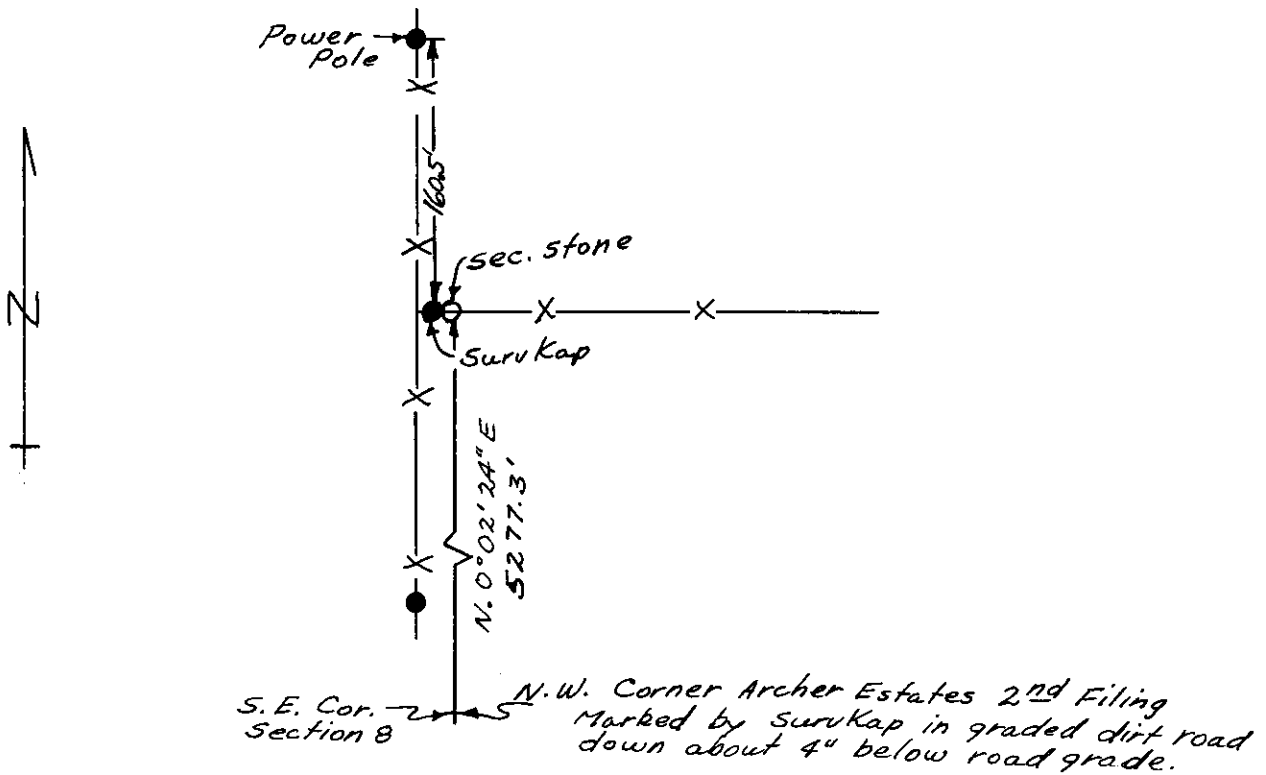 Power
Pole
160.5'
sec. stone
SurvKap
N
N. 0°02'24" E
5277.3'
S.E. Cor.
Section 8
N.W. Corner Archer Estates 2nd Filing
Marked by SurvKap in graded dirt road
down about 4" below road grade.